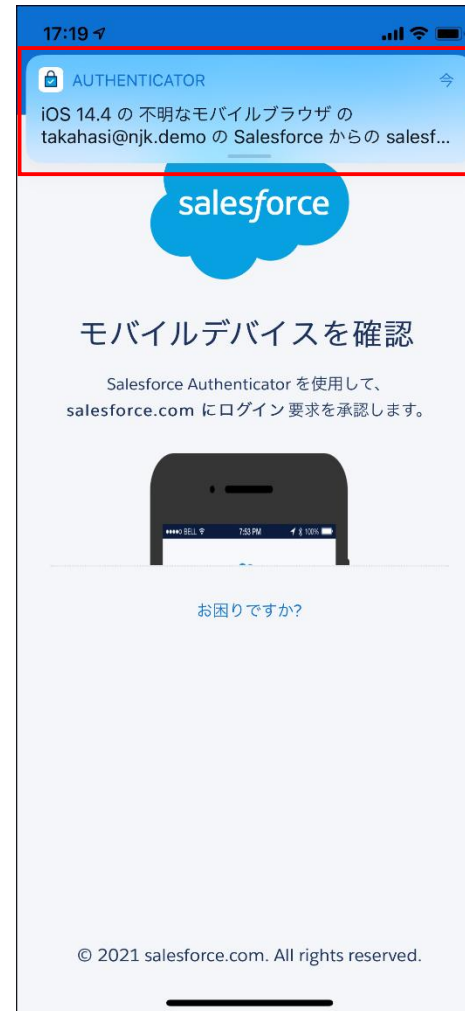 17:19
AUTHENTICATOR 今
iOS 14.4 の 不明なモバイルブラウザ の
takahasi@njk.demo の Salesforce からの salesf...
salesforce
モバイルデバイスを確認
Salesforce Authenticator を使用して、
salesforce.com にログイン 要求を承認します。
BELL 7:53 PM 100%
お困りですか?
© 2021 salesforce.com. All rights reserved.